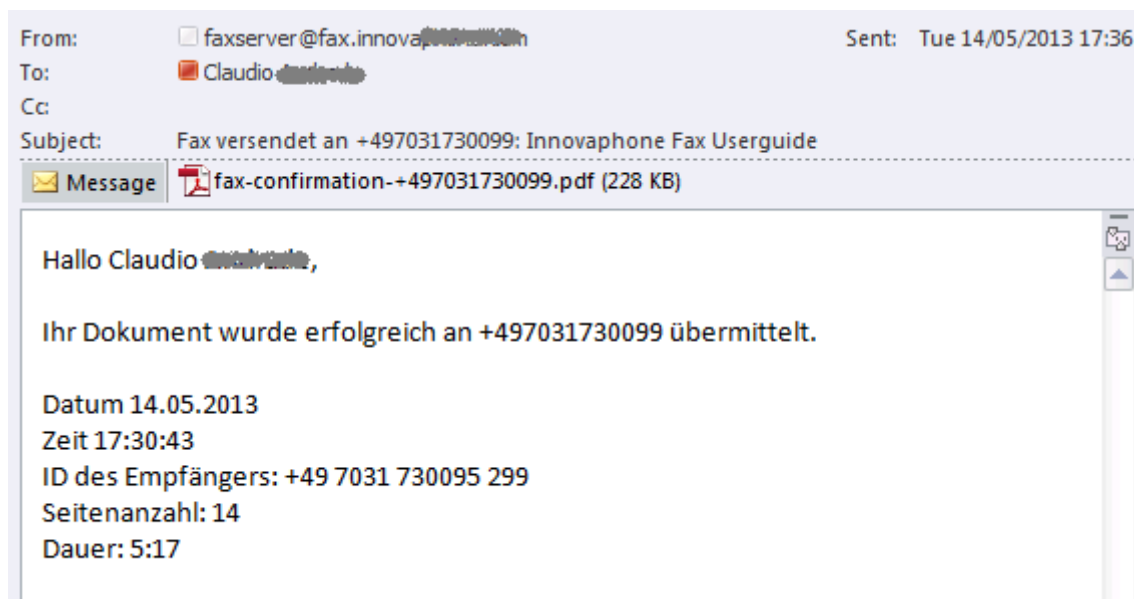 From: faxserver@fax.innova Sent: Tue 14/05/2013 17:36
To: Claudio
Cc:
Subject: Fax versendet an +497031730099: Innovaphone Fax Userguide
Message fax-confirmation-+497031730099.pdf (228 KB)
Hallo Claudio ,
Ihr Dokument wurde erfolgreich an +497031730099 übermittelt.
Datum 14.05.2013
Zeit 17:30:43
ID des Empfängers: +49 7031 730095 299
Seitenanzahl: 14
Dauer: 5:17